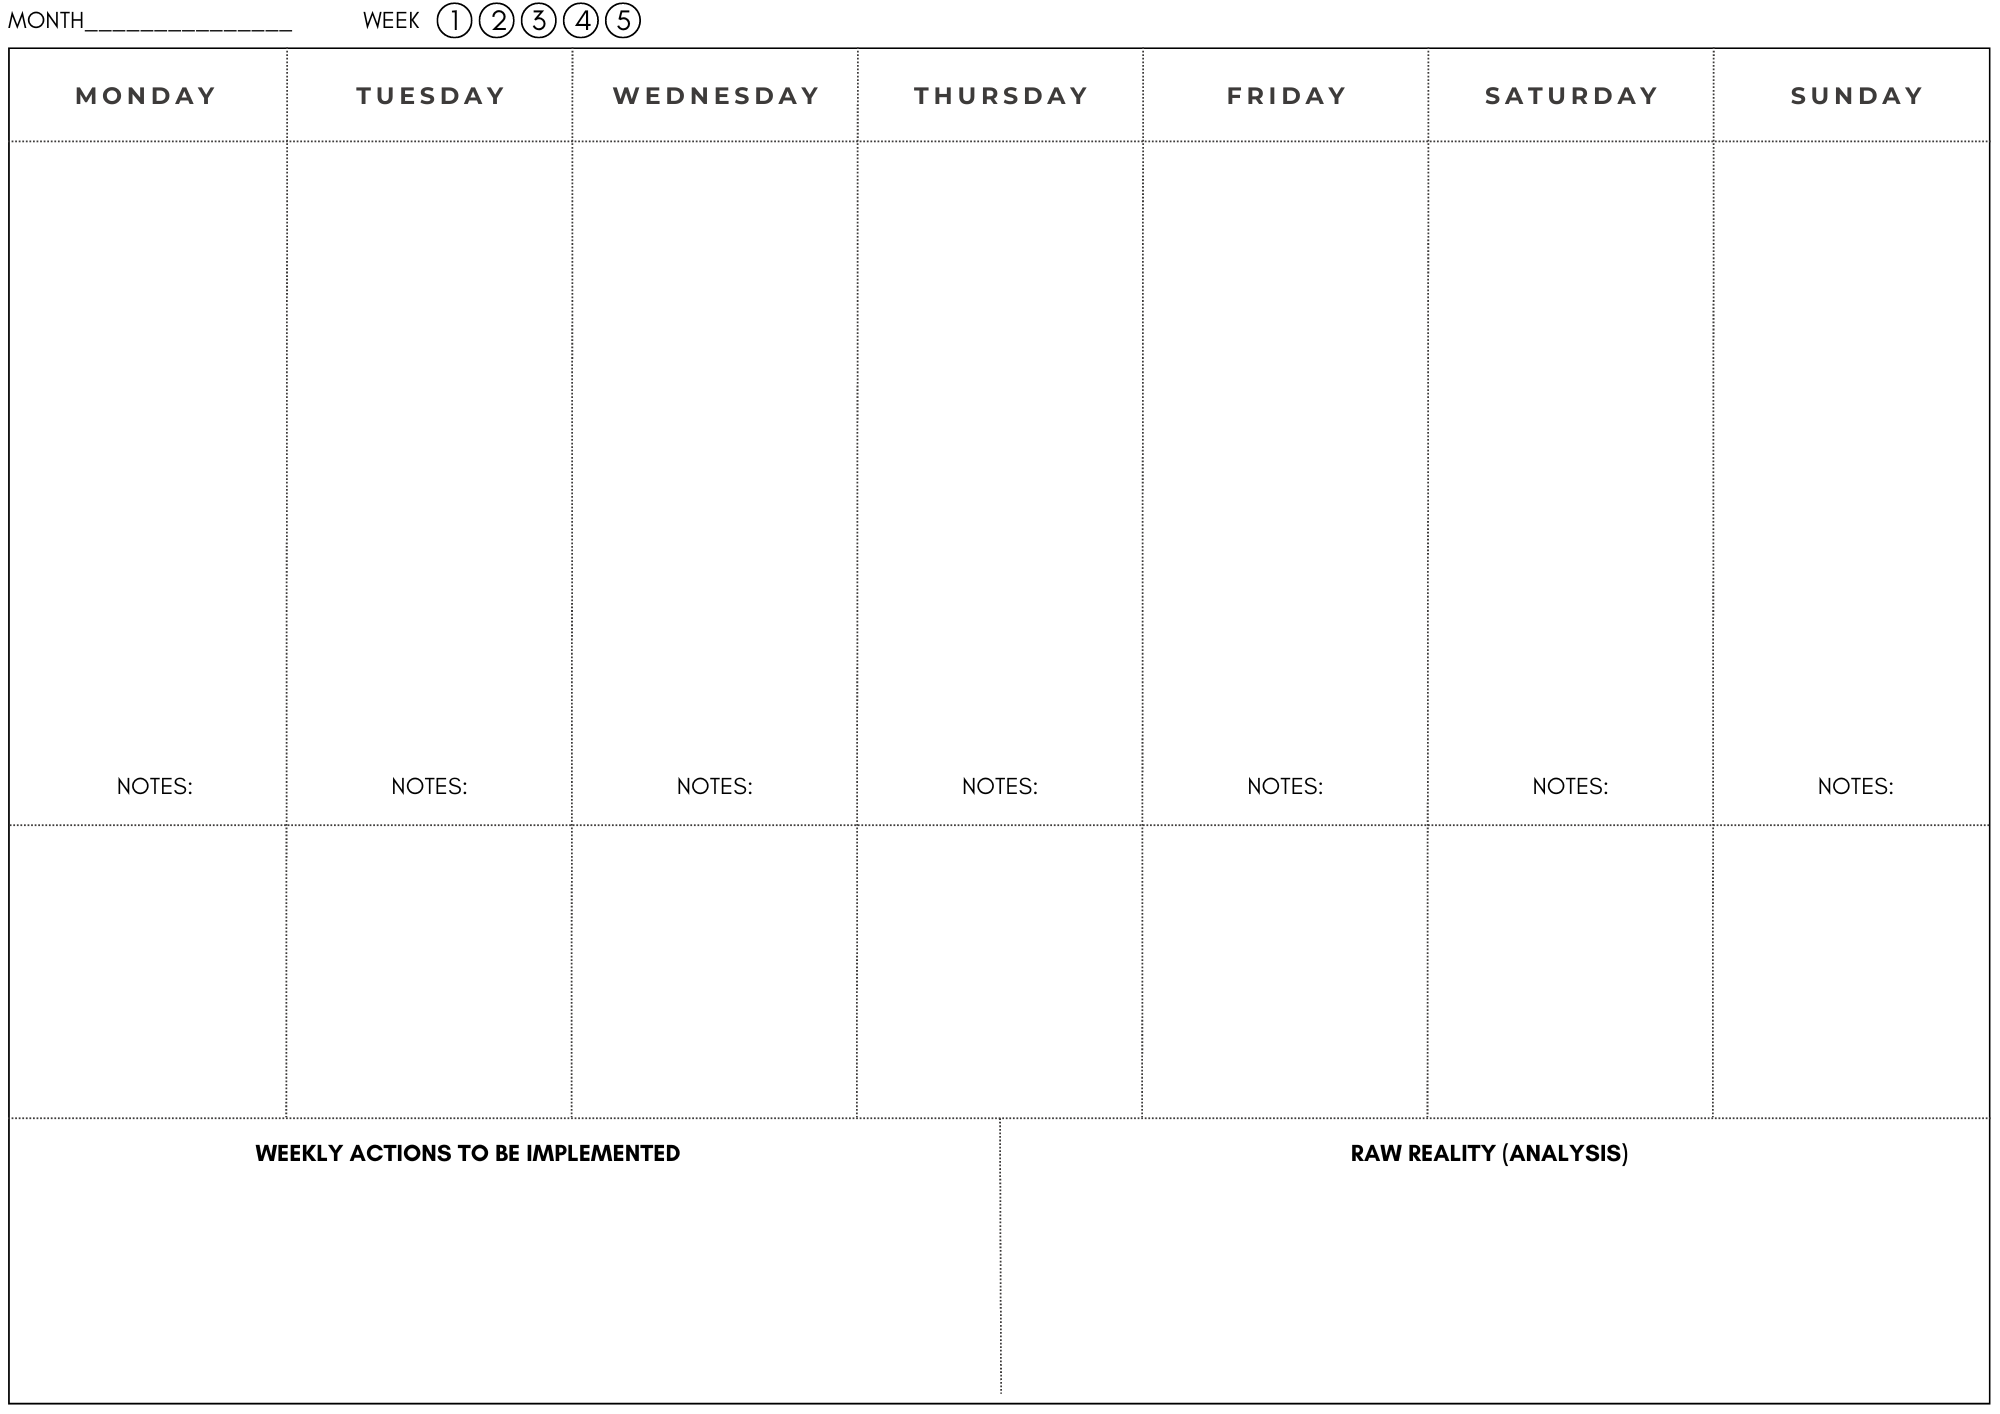 MONTH_______________ WEEK 1 2 3 4 5
MONDAY TUESDAY WEDNESDAY THURSDAY FRIDAY SATURDAY SUNDAY
NOTES: NOTES: NOTES: NOTES: NOTES: NOTES: NOTES:
WEEKLY ACTIONS TO BE IMPLEMENTED RAW REALITY (ANALYSIS)